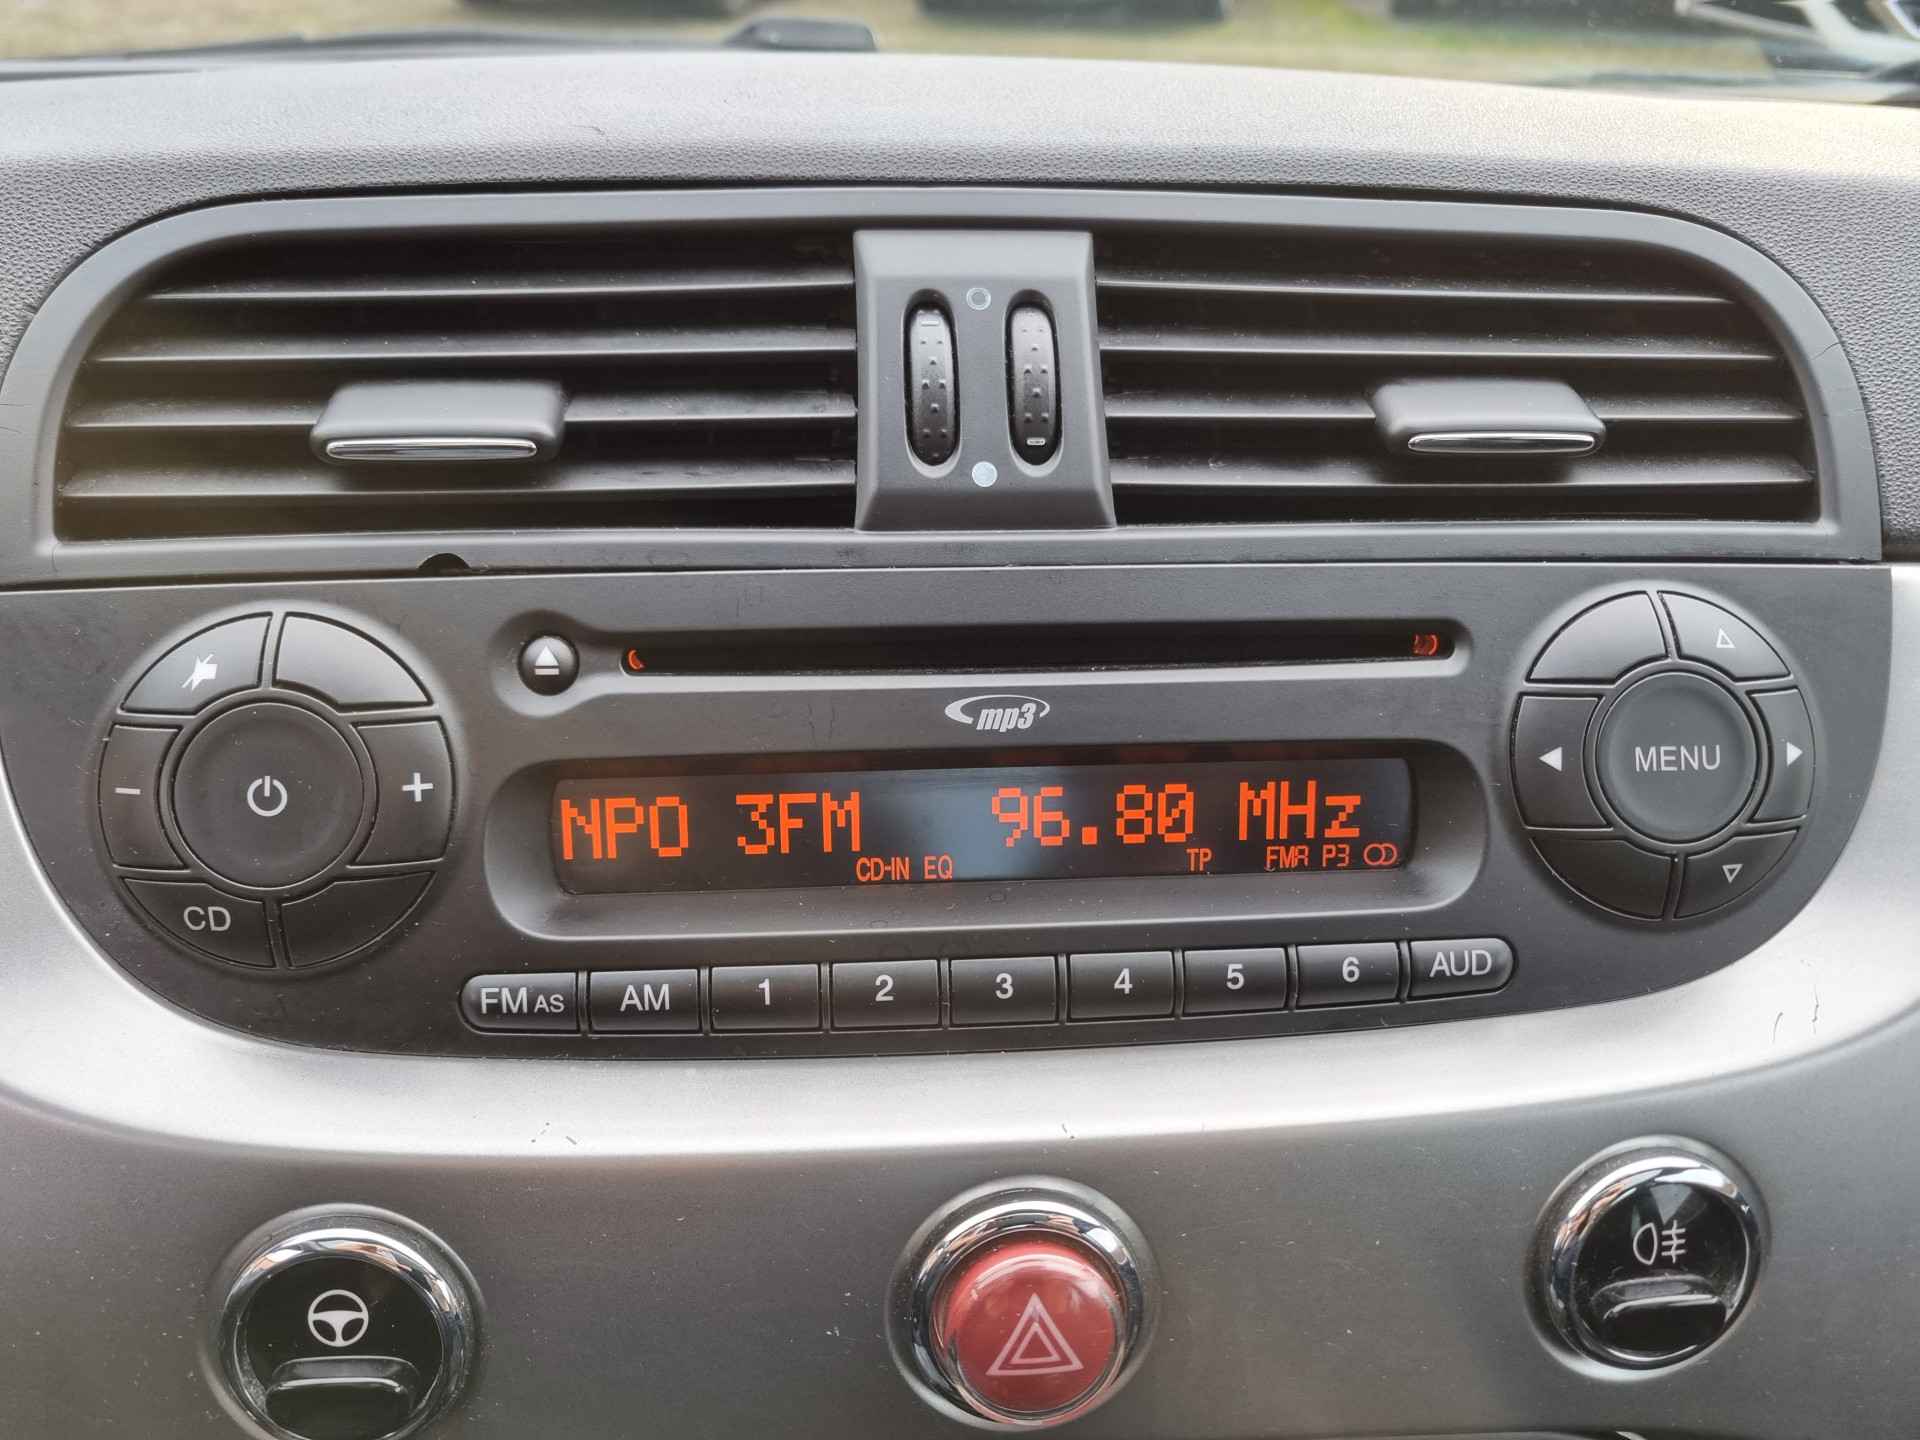 mp3
NPO 3FM 96.80 MHz
CD-IN EQ TP FMA P3
MENU
CD
FM AS AM 1 2 3 4 5 6 AUD